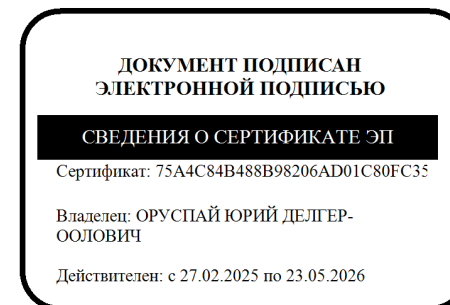 ДОКУМЕНТ ПОДПИСАН
ЭЛЕКТРОННОЙ ПОДПИСЬЮ
СВЕДЕНИЯ О СЕРТИФИКАТЕ ЭП
Сертификат: 75A4C84B488B98206AD01C80FC35
Владелец: ОРУСПАЙ ЮРИЙ ДЕЛГЕР-
ООЛОВИЧ
Действителен: с 27.02.2025 по 23.05.2026